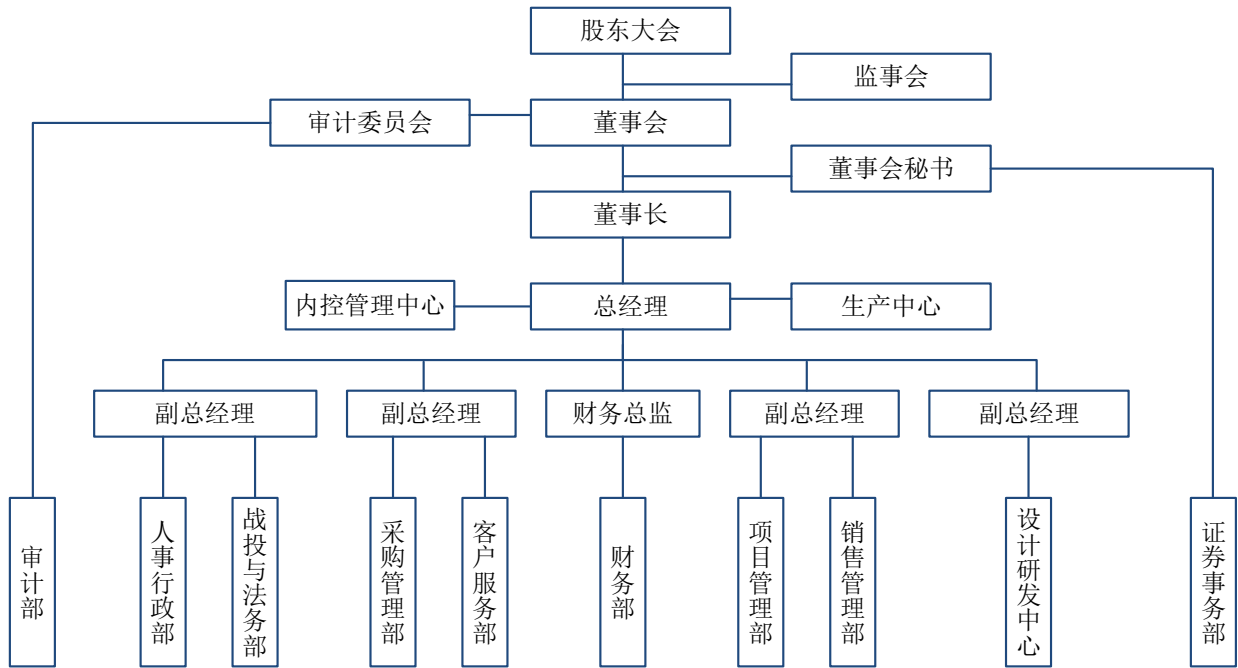 股东大会
监事会
审计委员会
董事会
董事会秘书
董事长
内控管理中心
总经理
生产中心
副总经理
副总经理
财务总监
副总经理
副总经理
审计部
人事行政部
战投与法务部
采购管理部
客户服务部
财务部
项目管理部
销售管理部
设计研发中心
证券事务部